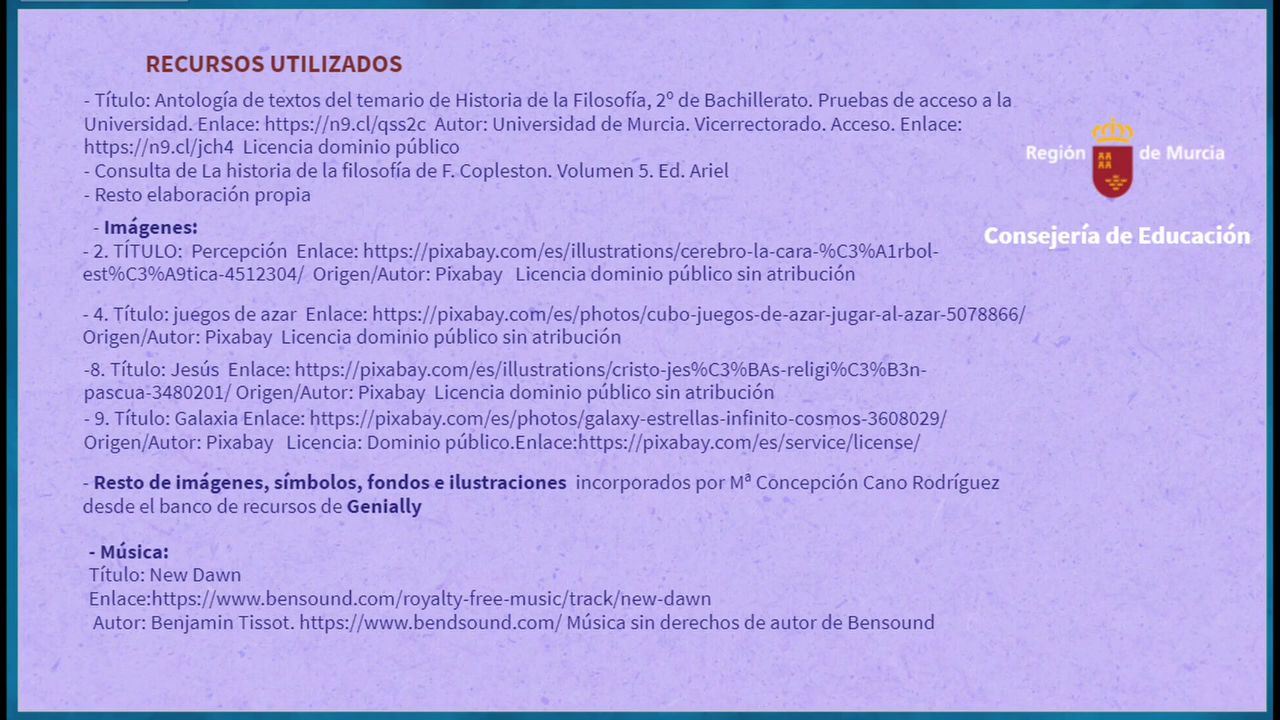 RECURSOS UTILIZADOS
- Título: Antología de textos del temario de Historia de la Filosofía, 2º de Bachillerato. Pruebas de acceso a la
Universidad. Enlace: https://n9.cl/qss2c Autor: Universidad de Murcia. Vicerrectorado. Acceso. Enlace:
https://n9.cl/jch4 Licencia dominio público
- Consulta de La historia de la filosofía de F. Copleston. Volumen 5. Ed. Ariel
- Resto elaboración propia
- Imágenes:
- 2. TÍTULO: Percepción Enlace: https://pixabay.com/es/illustrations/cerebro-la-cara-%C3%A1rbol-
est%C3%A9tica-4512304/ Origen/Autor: Pixabay Licencia dominio público sin atribución
- 4. Título: juegos de azar Enlace: https://pixabay.com/es/photos/cubo-juegos-de-azar-jugar-al-azar-5078866/
Origen/Autor: Pixabay Licencia dominio público sin atribución
-8. Título: Jesús Enlace: https://pixabay.com/es/illustrations/cristo-jes%C3%BAs-religi%C3%B3n-
pascua-3480201/ Origen/Autor: Pixabay Licencia dominio público sin atribución
- 9. Título: Galaxia Enlace: https://pixabay.com/es/photos/galaxy-estrellas-infinito-cosmos-3608029/
Origen/Autor: Pixabay Licencia: Dominio público.Enlace:https://pixabay.com/es/service/license/
- Resto de imágenes, símbolos, fondos e ilustraciones incorporados por Mª Concepción Cano Rodríguez
desde el banco de recursos de Genially
- Música:
Título: New Dawn
Enlace:https://www.bensound.com/royalty-free-music/track/new-dawn
Autor: Benjamin Tissot. https://www.bendsound.com/ Música sin derechos de autor de Bensound
Región de Murcia
Consejería de Educación